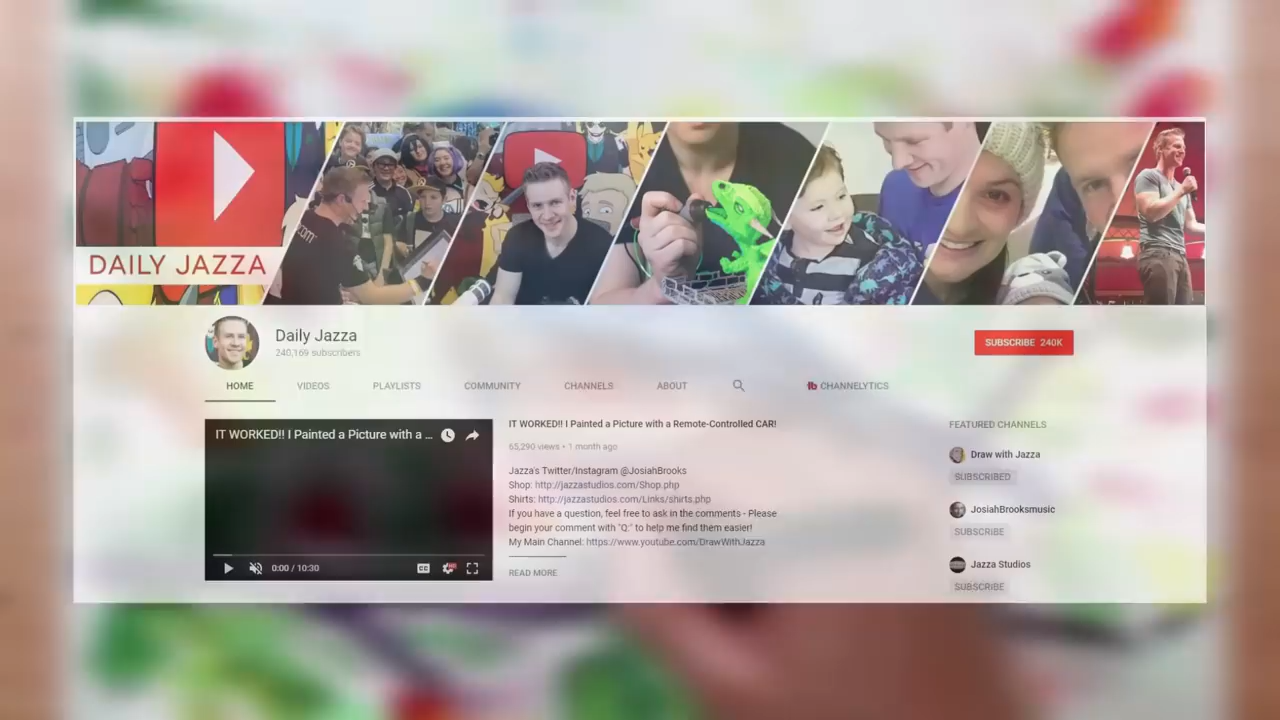 DAILY JAZZA
Daily Jazza
240,169 subscribers
SUBSCRIBE 240K
HOME VIDEOS PLAYLISTS COMMUNITY CHANNELS ABOUT CHANNELYTICS
IT WORKED!! I Painted a Picture with a ...
0:00 / 10:30
CC
IT WORKED!! I Painted a Picture with a Remote-Controlled CAR!
65,290 views • 1 month ago
Jazza's Twitter/Instagram @JosiahBrooks
Shop: http://jazzastudios.com/Shop.php
Shirts: http://jazzastudios.com/Links/shirts.php
If you have a question, feel free to ask in the comments - Please
begin your comment with "Q:" to help me find them easier!
My Main Channel: https://www.youtube.com/DrawWithJazza
READ MORE
FEATURED CHANNELS
Draw with Jazza
SUBSCRIBED
JosiahBrooksmusic
SUBSCRIBE
Jazza Studios
SUBSCRIBE